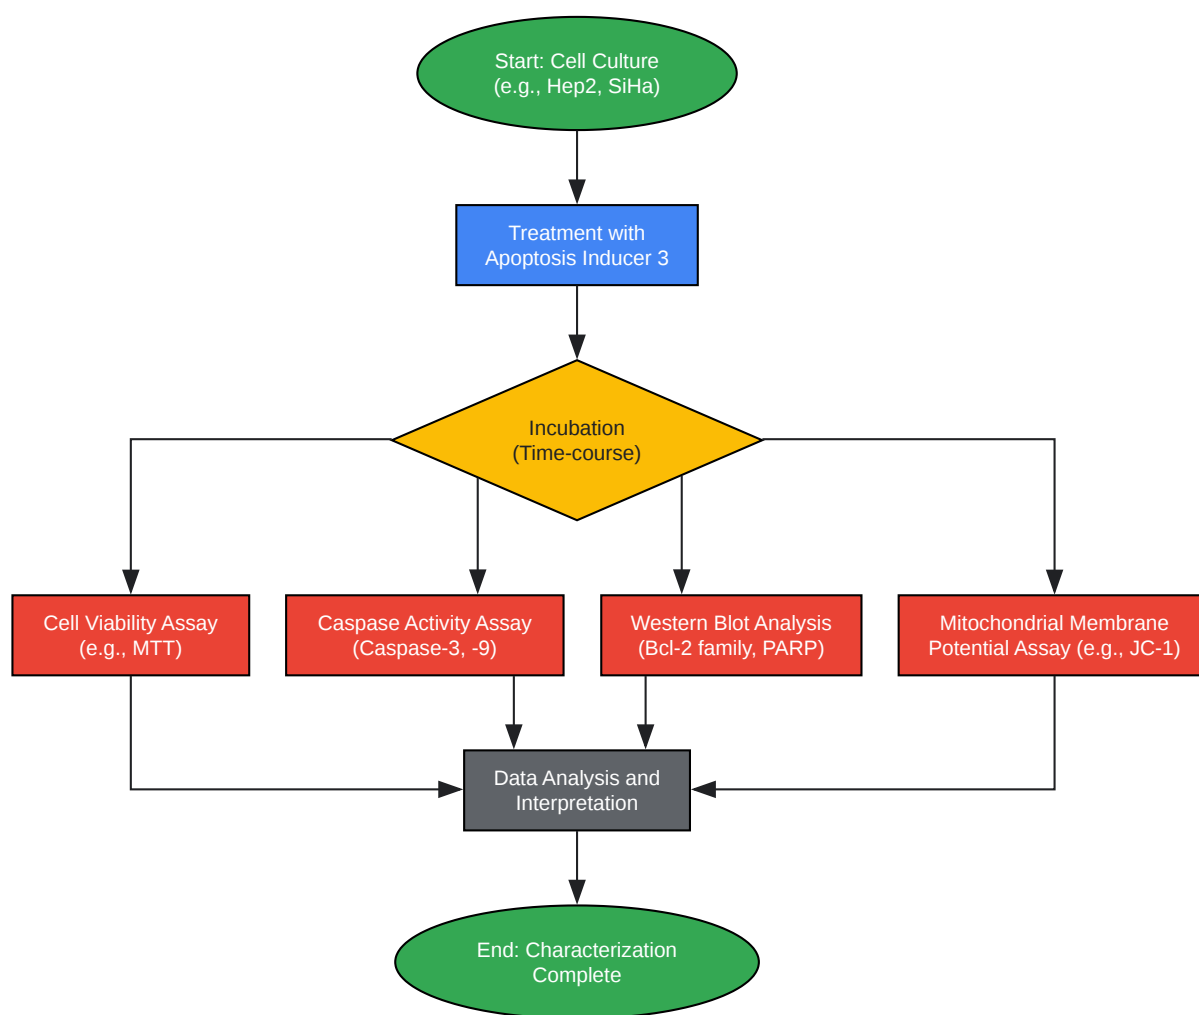 Start: Cell Culture
(e.g., Hep2, SiHa)
Treatment with
Apoptosis Inducer 3
Incubation
(Time-course)
Cell Viability Assay
(e.g., MTT)
Caspase Activity Assay
(Caspase-3, -9)
Western Blot Analysis
(Bcl-2 family, PARP)
Mitochondrial Membrane
Potential Assay (e.g., JC-1)
Data Analysis and
Interpretation
End: Characterization
Complete